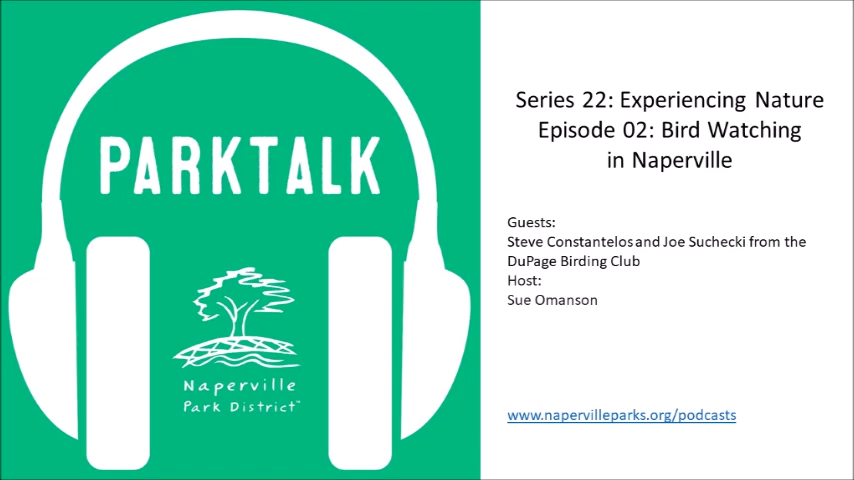 PARKTALK
Naperville
Park District™
Series 22: Experiencing Nature
Episode 02: Bird Watching
in Naperville
Guests:
Steve Constantelos and Joe Suchecki from the
DuPage Birding Club
Host:
Sue Omanson
www.napervilleparks.org/podcasts